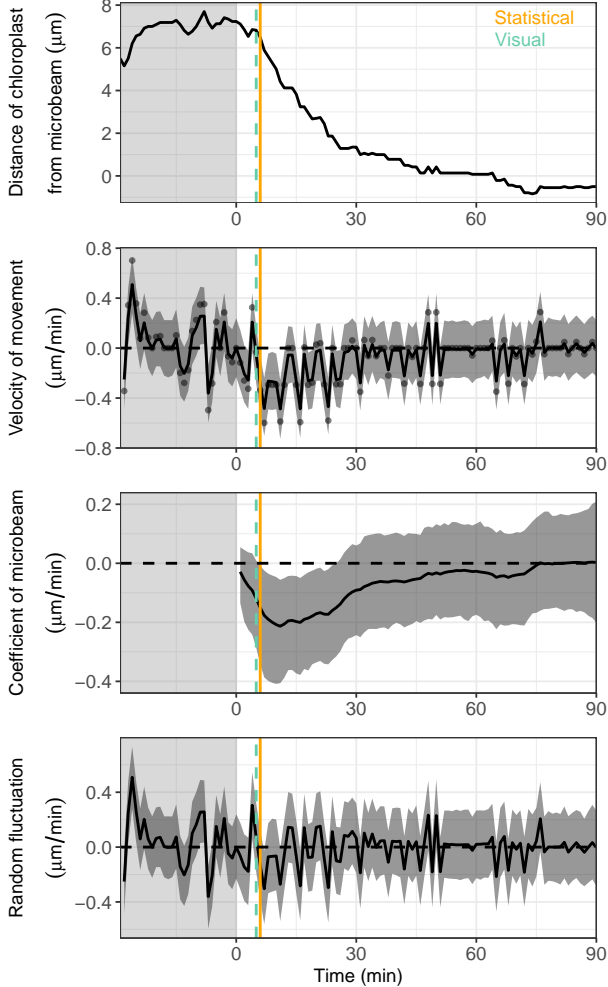 Statistical
Visual
Distance of chloroplast
from microbeam (μm)
8
6
4
2
0
0 30 60 90
Velocity of movement
(μm/min)
0.8
0.4
0.0
−0.4
−0.8
0 30 60 90
Coefficient of microbeam
(μm/min)
0.2
0.0
−0.2
−0.4
0 30 60 90
Random fluctuation
(μm/min)
0.4
0.0
−0.4
0 30 60 90
Time (min)